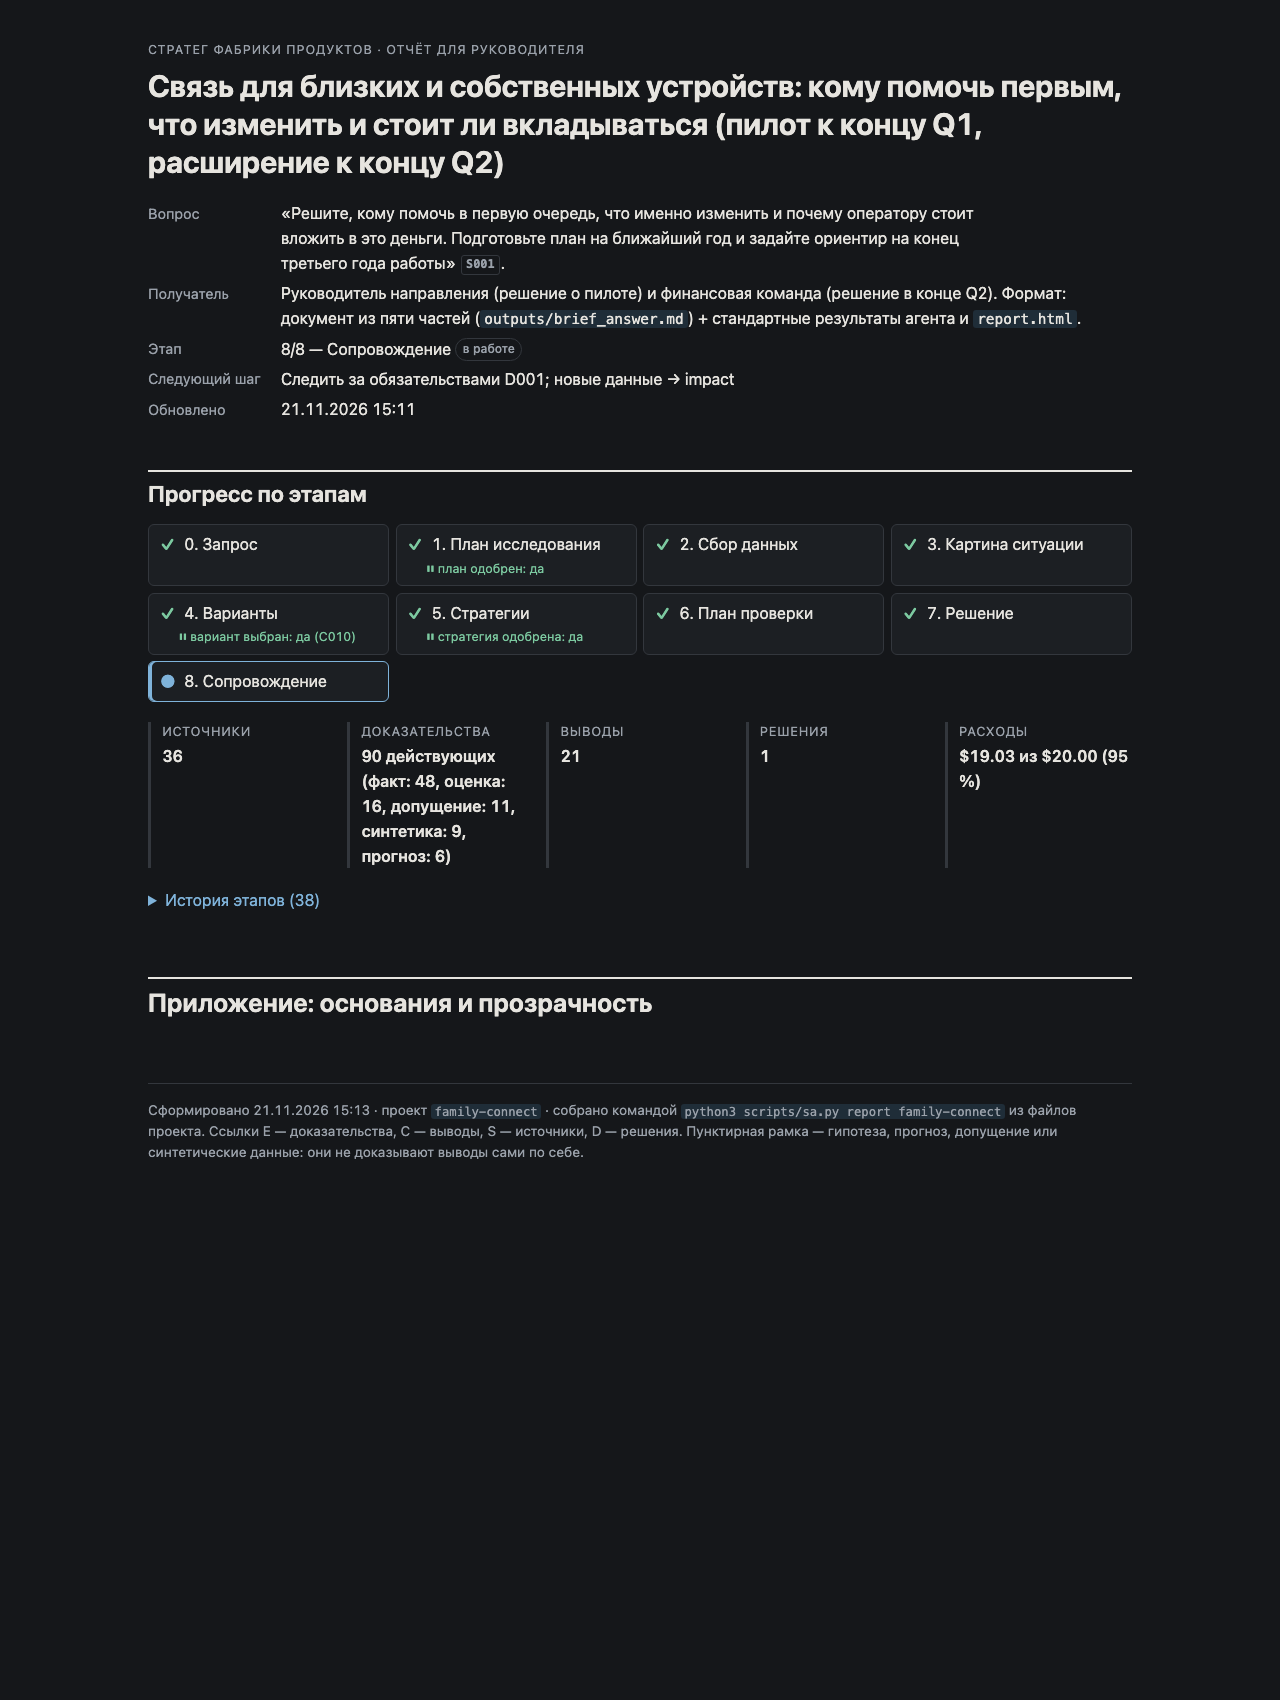 СТРАТЕГ ФАБРИКИ ПРОДУКТОВ · ОТЧЁТ ДЛЯ РУКОВОДИТЕЛЯ
Связь для близких и собственных устройств: кому помочь первым,
что изменить и стоит ли вкладываться (пилот к концу Q1,
расширение к концу Q2)
Вопрос
«Решите, кому помочь в первую очередь, что именно изменить и почему оператору стоит
вложить в это деньги. Подготовьте план на ближайший год и задайте ориентир на конец
третьего года работы» S001.
Получатель
Руководитель направления (решение о пилоте) и финансовая команда (решение в конце Q2). Формат:
документ из пяти частей (outputs/brief_answer.md) + стандартные результаты агента и report.html.
Этап
8/8 — Сопровождение в работе
Следующий шаг
Следить за обязательствами D001; новые данные → impact
Обновлено
21.11.2026 15:11
Прогресс по этапам
✓ 0. Запрос
✓ 1. План исследования
⏸ план одобрен: да
✓ 2. Сбор данных
✓ 3. Картина ситуации
✓ 4. Варианты
⏸ вариант выбран: да (C010)
✓ 5. Стратегии
⏸ стратегия одобрена: да
✓ 6. План проверки
✓ 7. Решение
● 8. Сопровождение
ИСТОЧНИКИ
36
ДОКАЗАТЕЛЬСТВА
90 действующих
(факт: 48, оценка:
16, допущение: 11,
синтетика: 9,
прогноз: 6)
ВЫВОДЫ
21
РЕШЕНИЯ
1
РАСХОДЫ
$19.03 из $20.00 (95
%)
▶ История этапов (38)
Приложение: основания и прозрачность
Сформировано 21.11.2026 15:13 · проект family-connect · собрано командой python3 scripts/sa.py report family-connect из файлов
проекта. Ссылки E — доказательства, C — выводы, S — источники, D — решения. Пунктирная рамка — гипотеза, прогноз, допущение или
синтетические данные: они не доказывают выводы сами по себе.